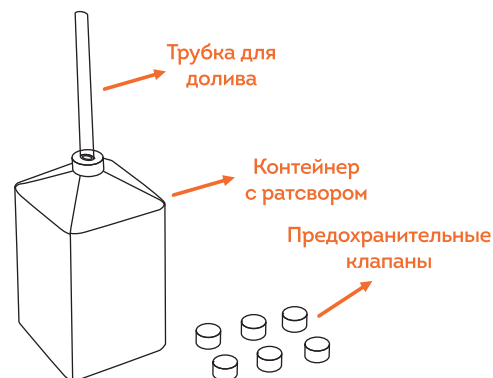 Трубка для
долива
Контейнер
с ратсвором
Предохранительные
клапаны